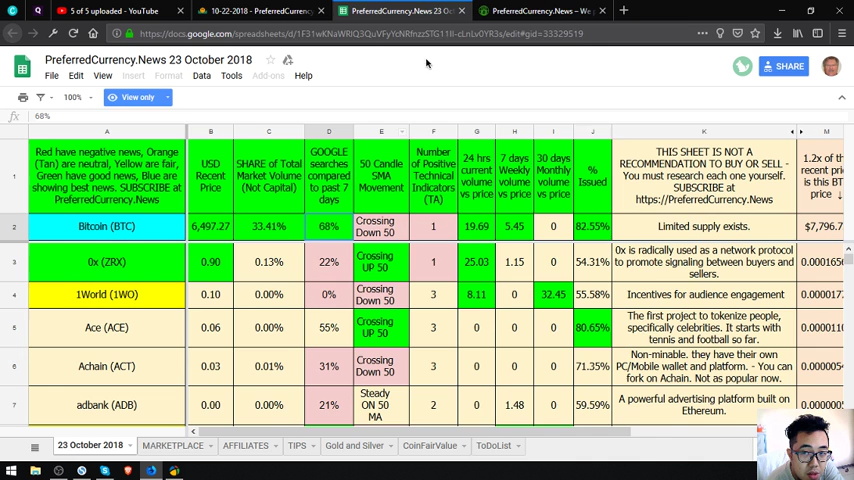 5 of 5 uploaded - YouTube
10-22-2018 - PreferredCurrency
PreferredCurrency.News 23 Oc
PreferredCurrency.News — We
https://docs.google.com/spreadsheets/d/
/edit#gid=33329519
PreferredCurrency.News 23 October 2018
SHARE
File Edit View Insert Format Data Tools Add-ons Help
100%
View only
fx 68%
A B C D E F G H I J K M
1
Red have negative news, Orange
(Tan) are neutral, Yellow are fair,
Green have good news, Blue are
showing best news. SUBSCRIBE at
PreferredCurrency.News
USD
Recent
Price
SHARE of Total
Market Volume
(Not Capital)
GOOGLE
searches
compared
to past 7
days
50 Candle
SMA
Movement
Number
of Positive
Technical
Indicators
(TA)
24 hrs
current
volume
vs price
7 days
Weekly
volume
vs price
30 days
Monthly
volume
vs price
%
Issued
THIS SHEET IS NOT A
RECOMMENDATION TO BUY OR SELL -
You must research each one yourself.
SUBSCRIBE at
https://PreferredCurrency.News
1.2x of the
recent pri
is this BT
price ↓
2 Bitcoin (BTC) 6,497.27 33.41% 68% Crossing Down 50 1 19.69 5.45 0 82.55% Limited supply exists. $7,796.7
3 0x (ZRX) 0.90 0.13% 22% Crossing UP 50 1 25.03 1.15 0 54.31% 0x is radically used as a network protocol to promote signaling between buyers and sellers. 0.000165
4 1World (1WO) 0.10 0.00% 0% Crossing Down 50 3 8.11 0 32.45 55.58% Incentives for audience engagement 0.000017
5 Ace (ACE) 0.06 0.00% 55% Crossing UP 50 3 0 0 0 80.65% The first project to tokenize people, specifically celebrities. It starts with tennis and football so far. 0.000011
6 Achain (ACT) 0.03 0.01% 31% Crossing Down 50 3 0 0 0 71.35% Non-minable. they have their own PC/Mobile wallet and platform. - You can fork on Achain. Not as popular now. 0.000005
7 adbank (ADB) 0.00 0.00% 21% Steady ON 50 MA 2 0 1.48 0 59.59% A powerful advertising platform built on Ethereum. 0.000000
23 October 2018 MARKETPLACE AFFILIATES TIPS Gold and Silver CoinFairValue ToDoList